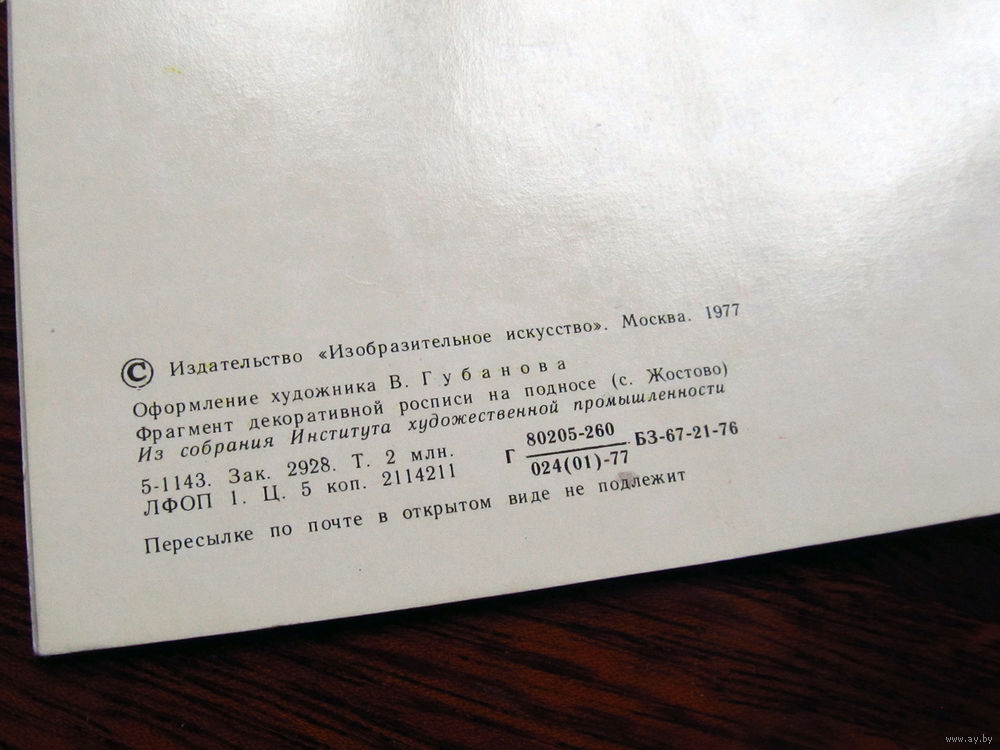 © Издательство «Изобразительное искусство». Москва. 1977
Оформление художника В. Губанова
Фрагмент декоративной росписи на подносе (с. Жостово)
Из собрания Института художественной промышленности
5-1143. Зак. 2928. Т. 2 млн.
ЛФОП 1. Ц. 5 коп. 2114211
Г 80205-260 БЗ-67-21-76
024(01)-77
Пересылке по почте в открытом виде не подлежит
www.ay.by